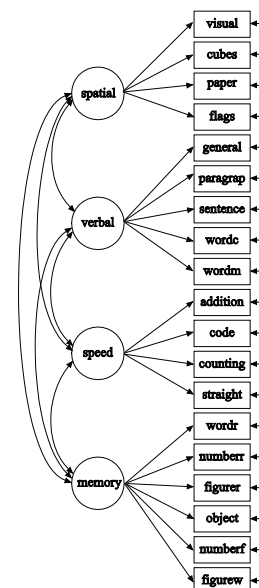 visual
cubes
paper
spatial
flags
general
paragrap
sentence
verbal
wordc
wordm
addition
code
speed
counting
straight
wordr
numberr
memory
figurer
object
numberf
figurew